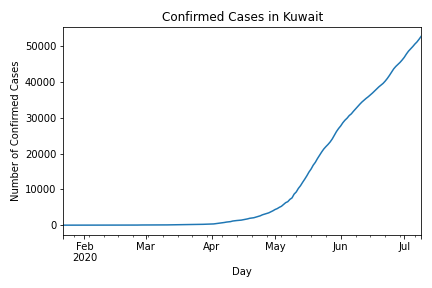 Confirmed Cases in Kuwait
Number of Confirmed Cases
50000
40000
30000
20000
10000
0
Feb Mar Apr May Jun Jul
2020
Day